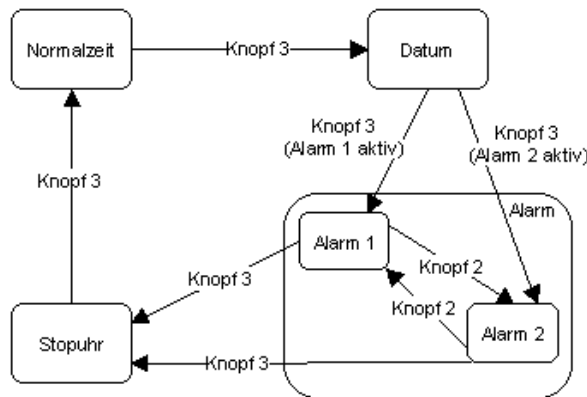 Normalzeit
Knopf 3
Datum
Knopf 3
(Alarm 1 aktiv)
Knopf 3
(Alarm 2 aktiv)
Knopf 3
Alarm
Alarm 1
Knopf 2
Knopf 3
Knopf 2
Stopuhr
Alarm 2
Knopf 3